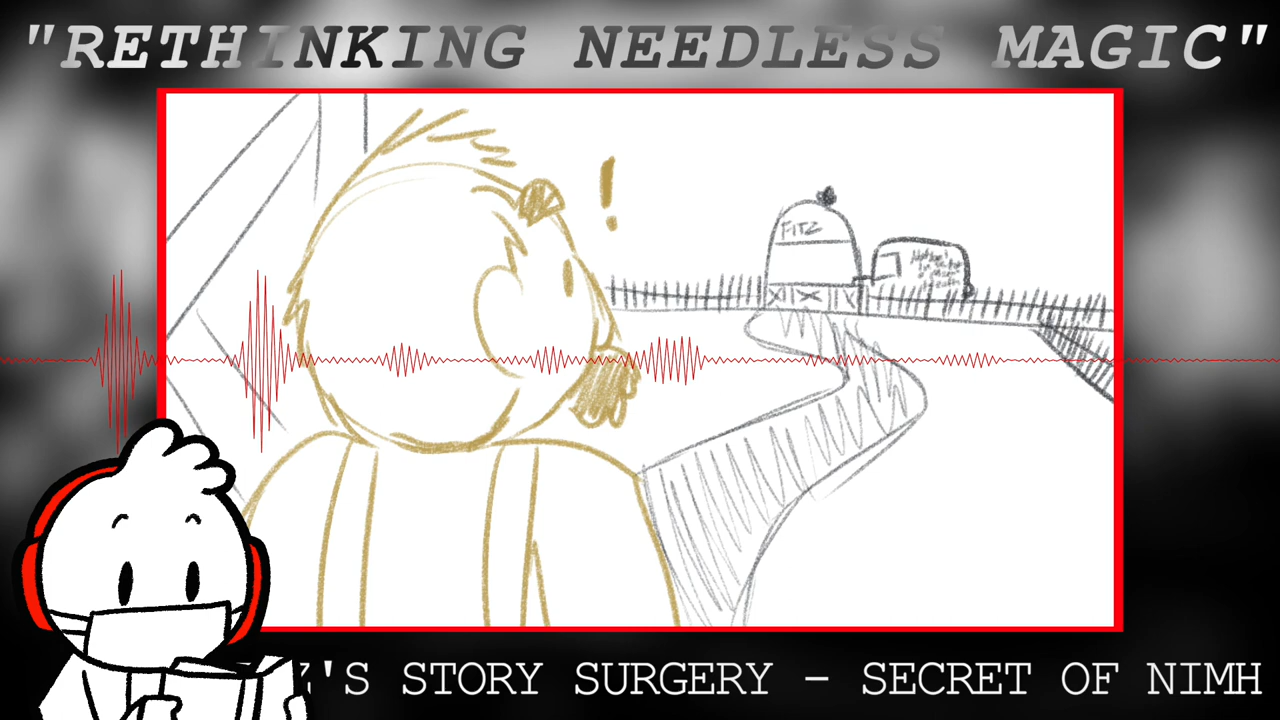 "RETHINKING NEEDLESS MAGIC"
!
FITZ
Z'S STORY SURGERY - SECRET OF NIMH